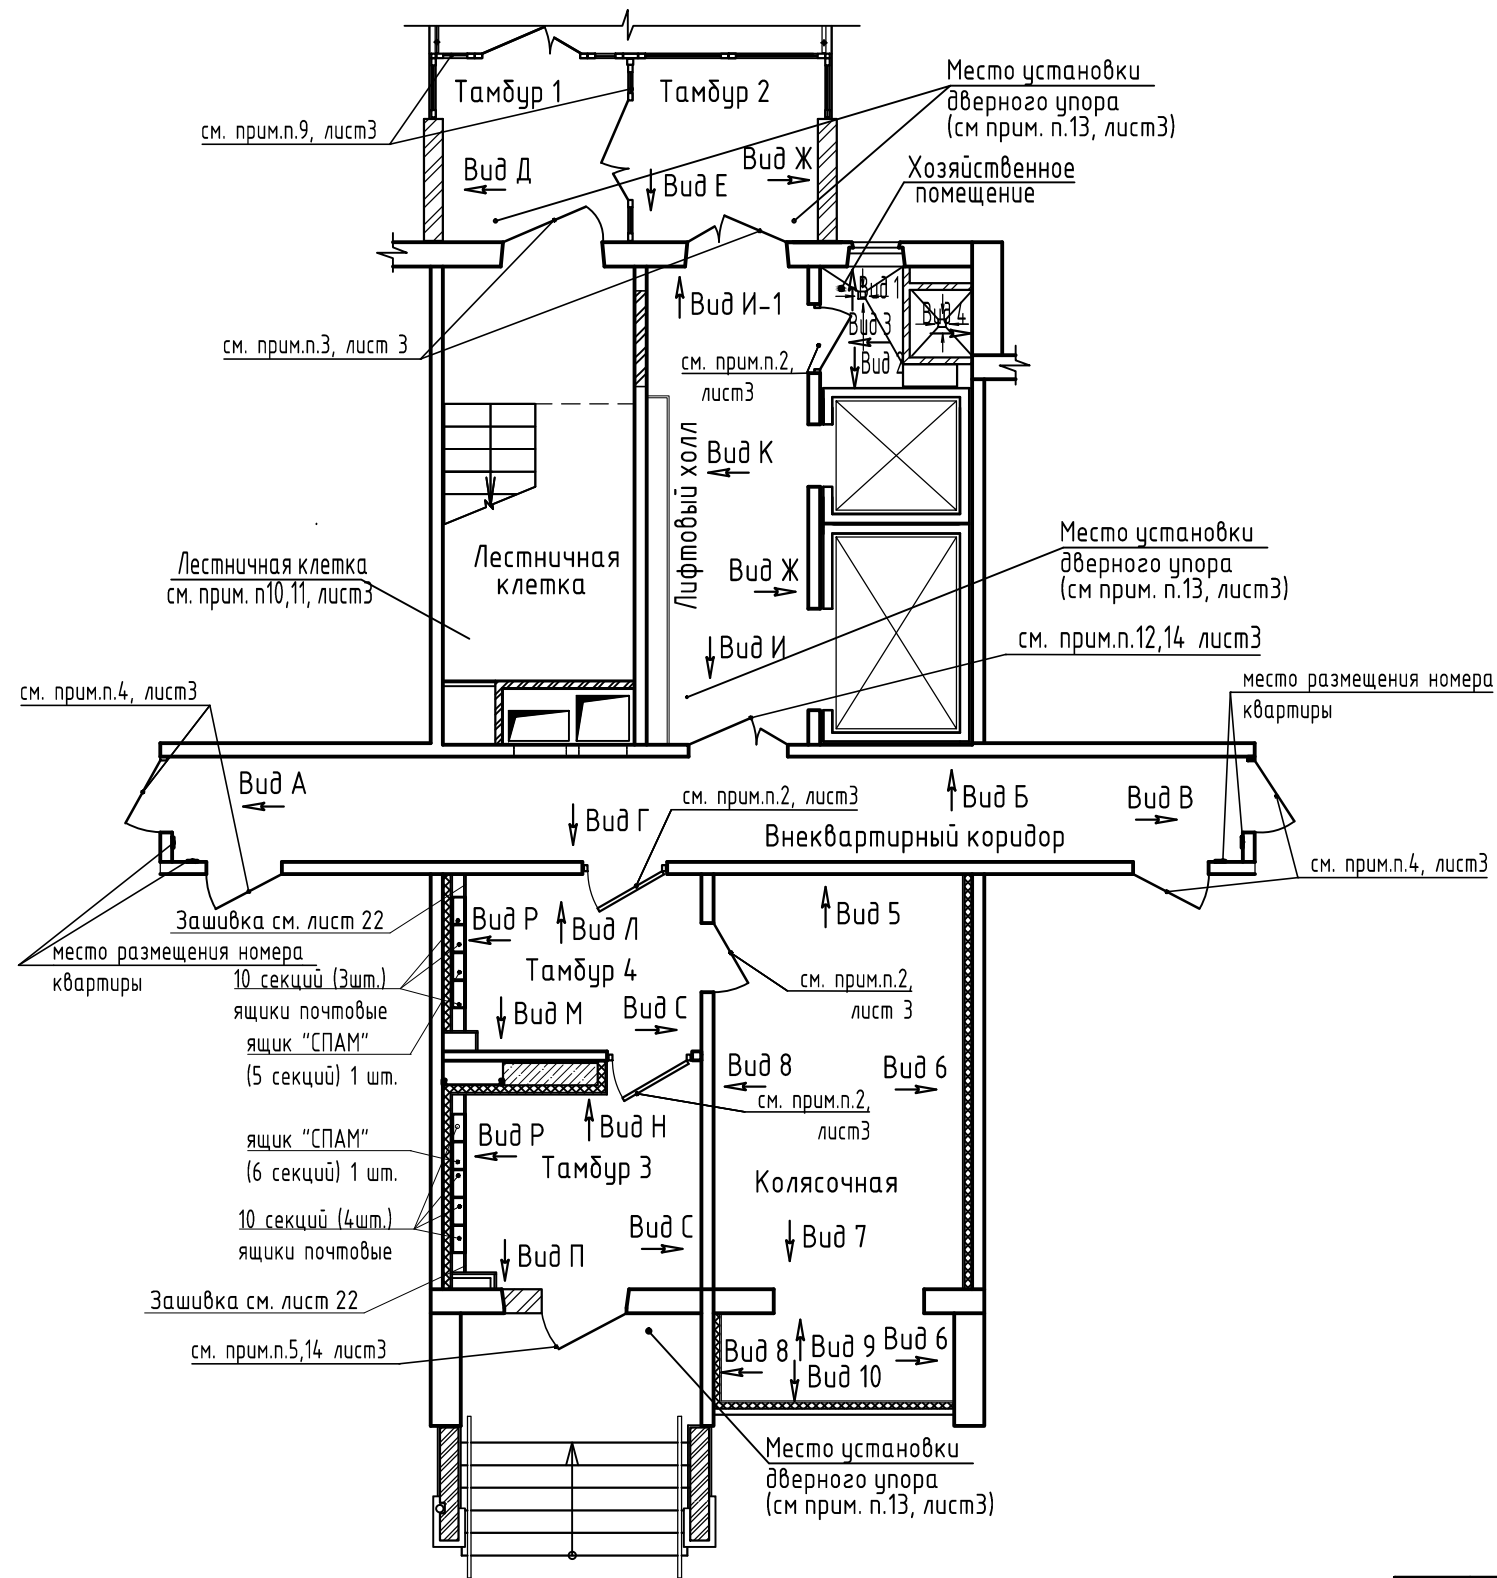 Тамбур 1
Тамбур 2
Место установки
дверного упора
(см прим. п.13, лист3)
см. прим.п.9, лист3
Вид Д
Вид Е
Вид Ж
Хозяйственное
помещение
Вид И-1
Вид 1
Вид 3
Вид 4
Вид 2
см. прим.п.3, лист 3
см. прим.п.2,
лист3
Лифтовый холл
Вид К
Место установки
дверного упора
(см прим. п.13, лист3)
Лестничная клетка
см. прим. п10,11, лист3
Лестничная
клетка
Вид Ж
Вид И
см. прим.п.12,14 лист3
см. прим.п.4, лист3
место размещения номера
квартиры
Вид А
Вид Г
см. прим.п.2, лист3
Вид Б
Вид В
Внеквартирный коридор
см. прим.п.4, лист3
Зашивка см. лист 22
Вид Р
Вид Л
Вид 5
место размещения номера
квартиры
10 секций (3шт.)
ящики почтовые
Тамбур 4
см. прим.п.2,
лист 3
Вид М
Вид С
ящик "СПАМ"
(5 секций) 1 шт.
Вид 8
Вид 6
см. прим.п.2,
лист3
ящик "СПАМ"
(6 секций) 1 шт.
Вид Р
Вид Н
Тамбур 3
Колясочная
10 секций (4шт.)
ящики почтовые
Вид С
Вид 7
Вид П
Зашивка см. лист 22
см. прим.п.5,14 лист3
Вид 8
Вид 9
Вид 6
Вид 10
Место установки
дверного упора
(см прим. п.13, лист3)